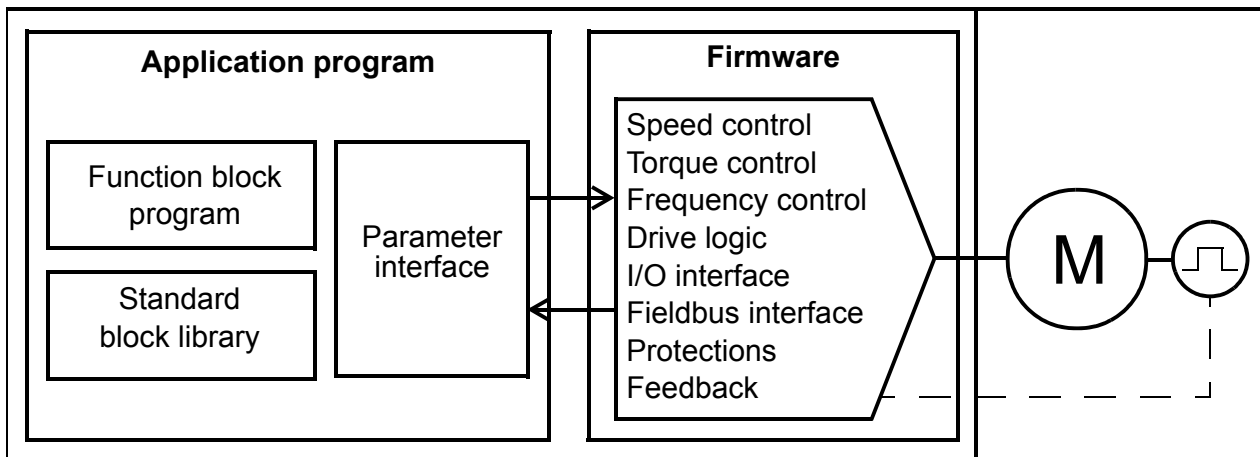 Application program
Function block
program
Standard
block library
Parameter
interface
Firmware
Speed control
Torque control
Frequency control
Drive logic
I/O interface
Fieldbus interface
Protections
Feedback
M